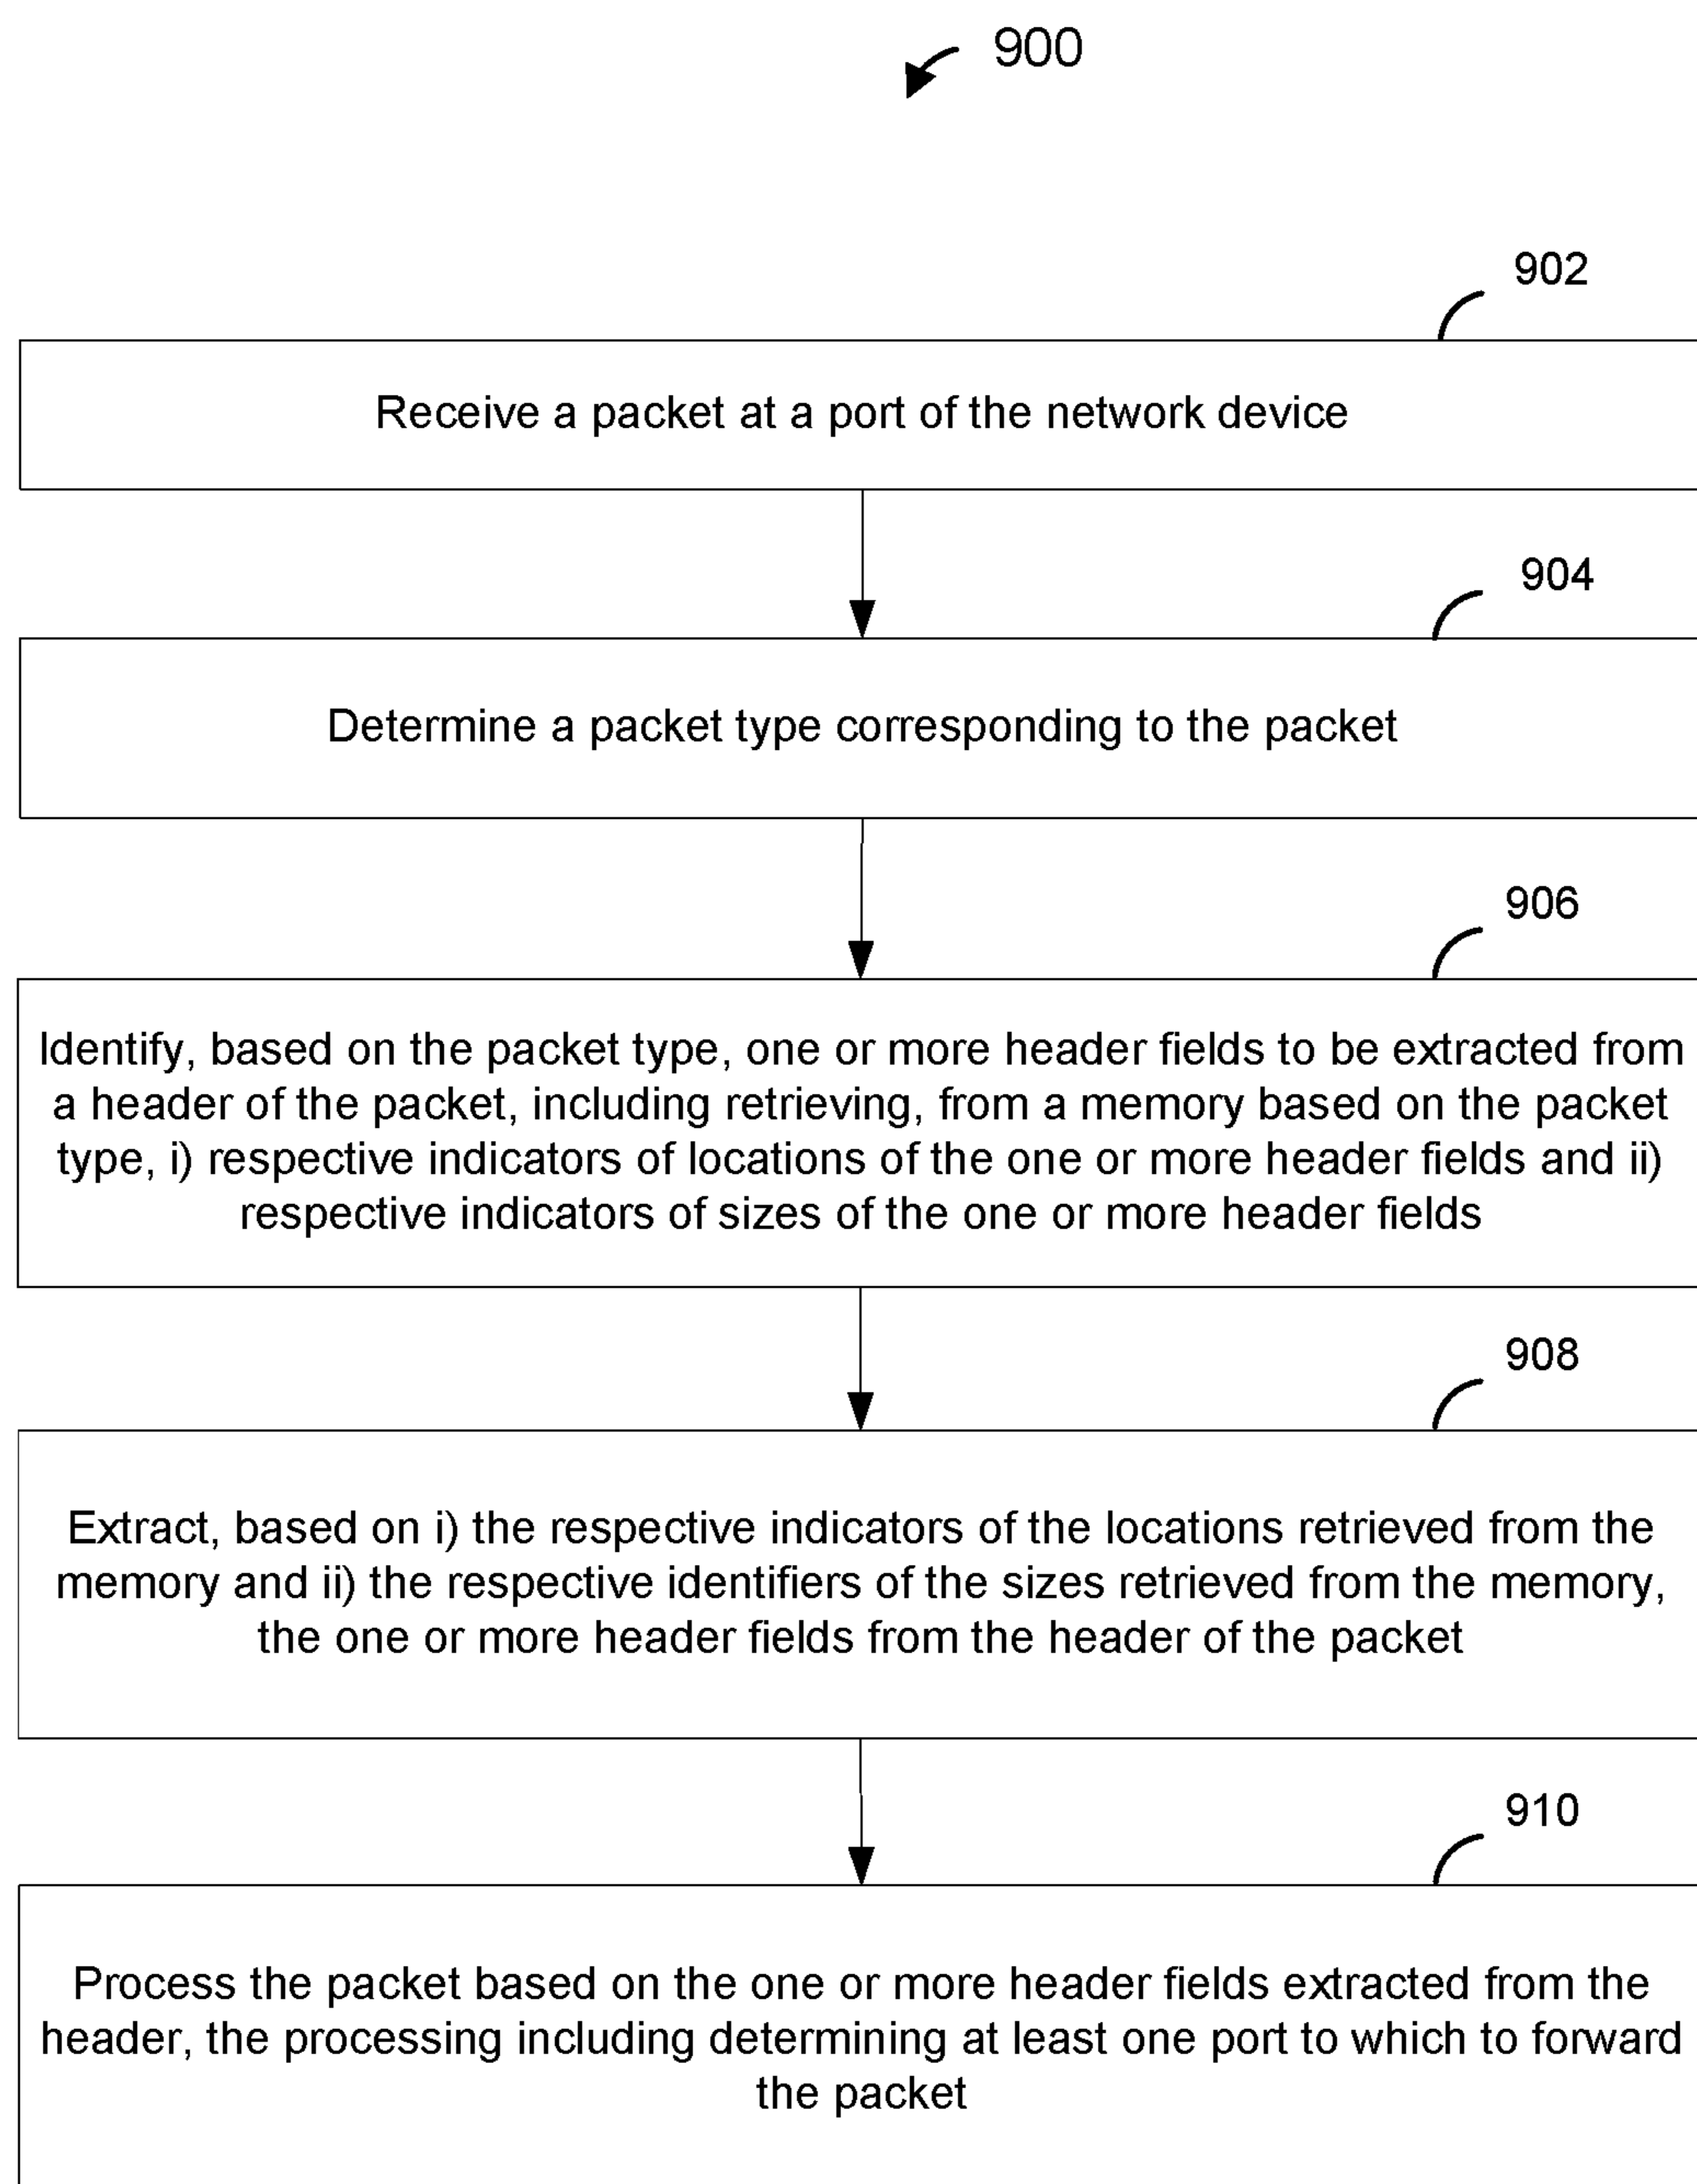 900
902
Receive a packet at a port of the network device
904
Determine a packet type corresponding to the packet
906
Identify, based on the packet type, one or more header fields to be extracted from
a header of the packet, including retrieving, from a memory based on the packet
type, i) respective indicators of locations of the one or more header fields and ii)
respective indicators of sizes of the one or more header fields
908
Extract, based on i) the respective indicators of the locations retrieved from the
memory and ii) the respective identifiers of the sizes retrieved from the memory,
the one or more header fields from the header of the packet
910
Process the packet based on the one or more header fields extracted from the
header, the processing including determining at least one port to which to forward
the packet